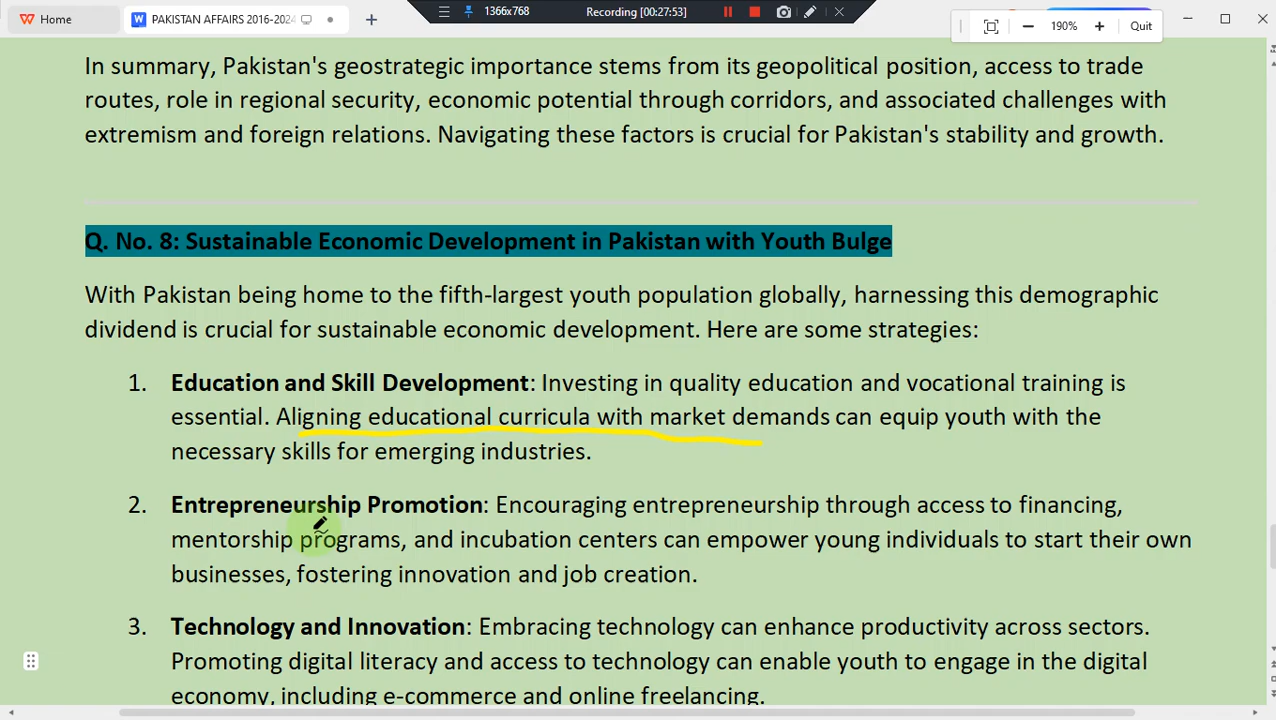 Home
PAKISTAN AFFAIRS 2016-2024
1366x768
Recording [00:27:53]
190%
Quit
In summary, Pakistan's geostrategic importance stems from its geopolitical position, access to trade
routes, role in regional security, economic potential through corridors, and associated challenges with
extremism and foreign relations. Navigating these factors is crucial for Pakistan's stability and growth.
Q. No. 8: Sustainable Economic Development in Pakistan with Youth Bulge
With Pakistan being home to the fifth-largest youth population globally, harnessing this demographic
dividend is crucial for sustainable economic development. Here are some strategies:
1. Education and Skill Development: Investing in quality education and vocational training is
essential. Aligning educational curricula with market demands can equip youth with the
necessary skills for emerging industries.
2. Entrepreneurship Promotion: Encouraging entrepreneurship through access to financing,
mentorship programs, and incubation centers can empower young individuals to start their own
businesses, fostering innovation and job creation.
3. Technology and Innovation: Embracing technology can enhance productivity across sectors.
Promoting digital literacy and access to technology can enable youth to engage in the digital
economy, including e-commerce and online freelancing.